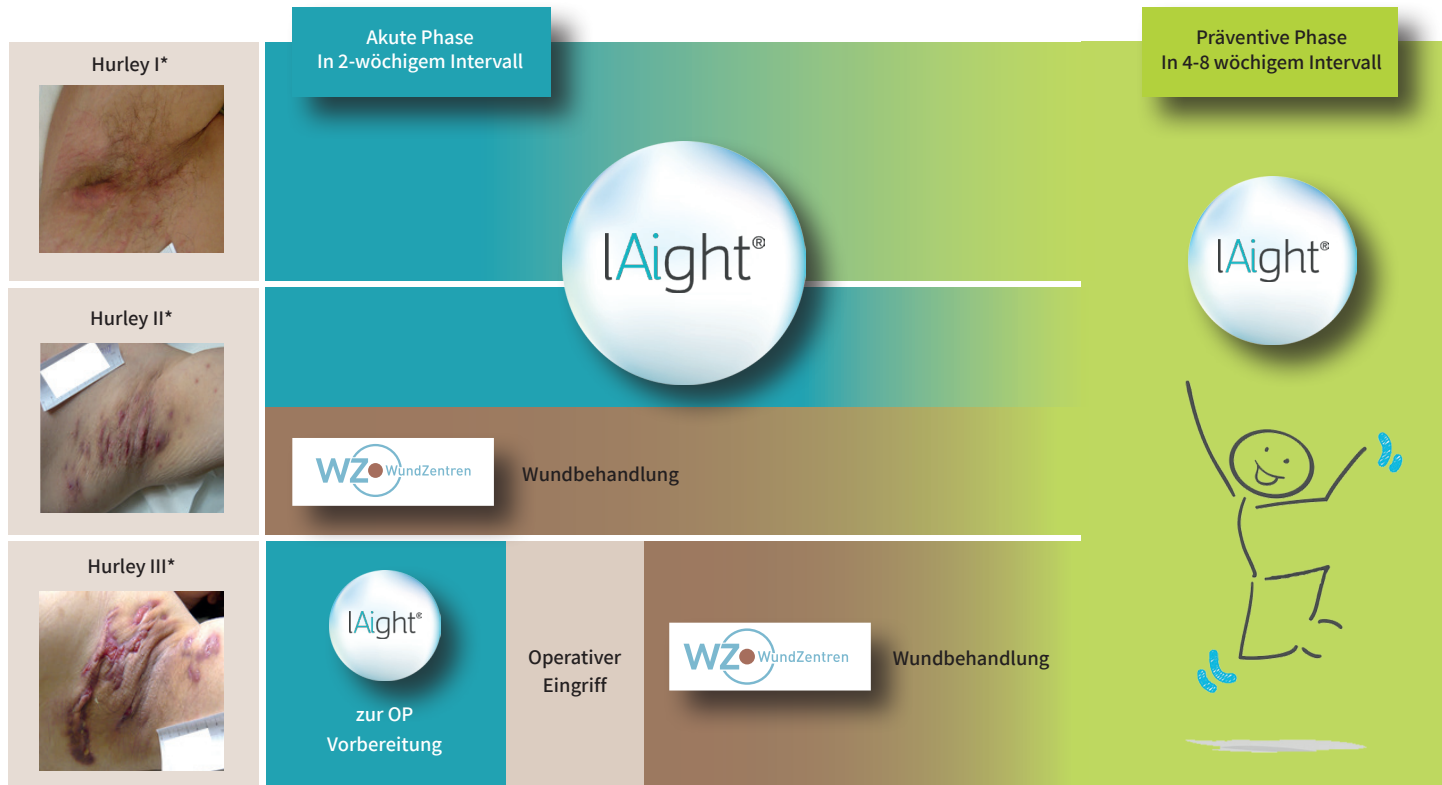 Akute Phase
In 2-wöchigem Intervall
Präventive Phase
In 4-8 wöchigem Intervall
Hurley I*
lAight®
lAight®
Hurley II*
WZ WundZentren
Wundbehandlung
Hurley III*
lAight®
zur OP
Vorbereitung
Operativer
Eingriff
WZ WundZentren
Wundbehandlung